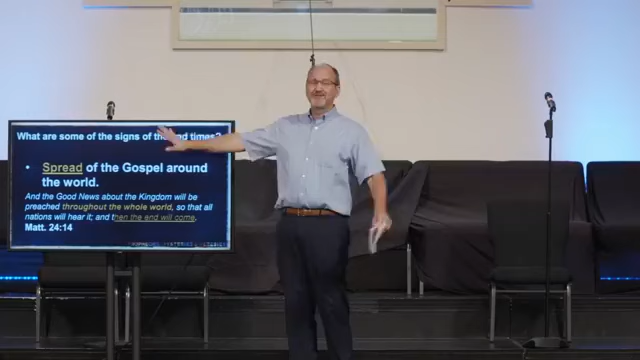 What are some of the signs of the end times?
• Spread of the Gospel around
the world.
And the Good News about the Kingdom will be
preached throughout the whole world, so that all
nations will hear it; and then the end will come.
Matt. 24:14